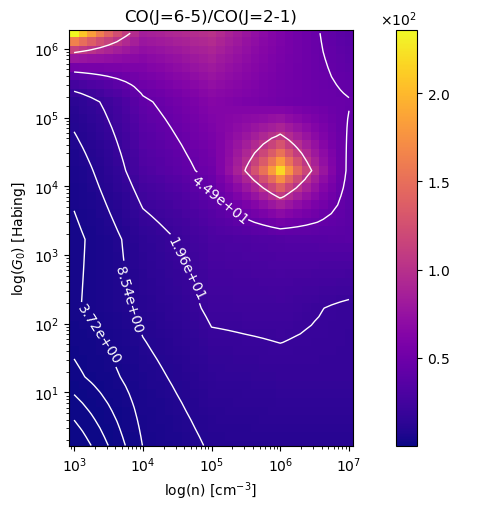 CO(J=6-5)/CO(J=2-1)
×10²
10⁶
10⁵
10⁴
10³
10²
10¹
log(G₀) [Habing]
4.49e+01
1.96e+01
8.54e+00
3.72e+00
2.0
1.5
1.0
0.5
10³
10⁴
10⁵
10⁶
10⁷
log(n) [cm⁻³]